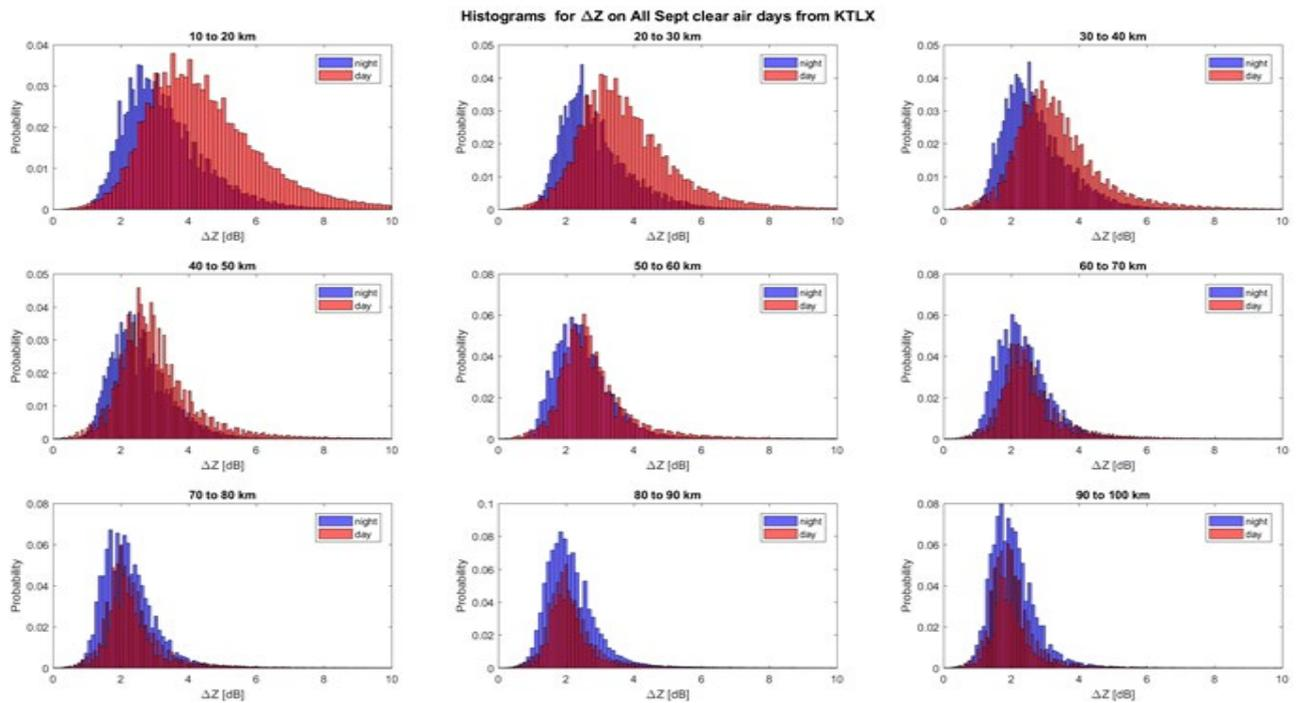 Histograms for ΔZ on All Sept clear air days from KTLX
10 to 20 km
0.04
0.03
0.02
0.01
0
Probability
night
day
0 2 4 6 8 10
ΔZ [dB]
20 to 30 km
0.05
0.04
0.03
0.02
0.01
0
Probability
night
day
0 2 4 6 8 10
ΔZ [dB]
30 to 40 km
0.05
0.04
0.03
0.02
0.01
0
Probability
night
day
0 2 4 6 8 10
ΔZ [dB]
40 to 50 km
0.05
0.04
0.03
0.02
0.01
0
Probability
night
day
0 2 4 6 8 10
ΔZ [dB]
50 to 60 km
0.08
0.06
0.04
0.02
0
Probability
night
day
0 2 4 6 8 10
ΔZ [dB]
60 to 70 km
0.08
0.06
0.04
0.02
0
Probability
night
day
0 2 4 6 8 10
ΔZ [dB]
70 to 80 km
0.08
0.06
0.04
0.02
0
Probability
night
day
0 2 4 6 8 10
ΔZ [dB]
80 to 90 km
0.1
0.08
0.06
0.04
0.02
0
Probability
night
day
0 2 4 6 8 10
ΔZ [dB]
90 to 100 km
0.08
0.06
0.04
0.02
0
Probability
night
day
0 2 4 6 8 10
ΔZ [dB]